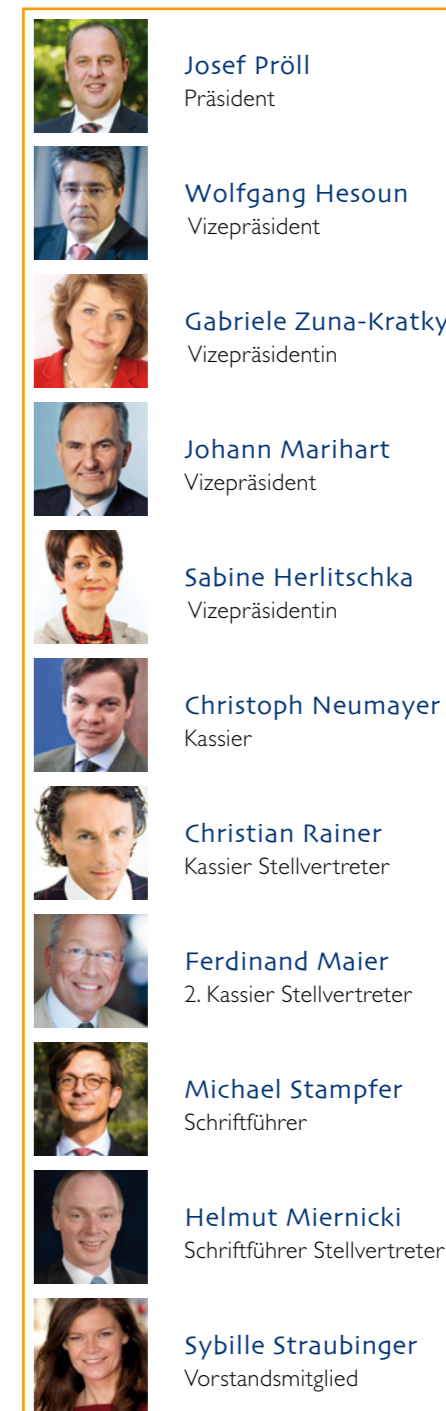 Josef Pröll
Präsident
Wolfgang Hesoun
Vizepräsident
Gabriele Zuna-Kratky
Vizepräsidentin
Johann Marihart
Vizepräsident
Sabine Herlitschka
Vizepräsidentin
Christoph Neumayer
Kassier
Christian Rainer
Kassier Stellvertreter
Ferdinand Maier
2. Kassier Stellvertreter
Michael Stampfer
Schriftführer
Helmut Miernicki
Schriftführer Stellvertreter
Sybille Straubinger
Vorstandsmitglied